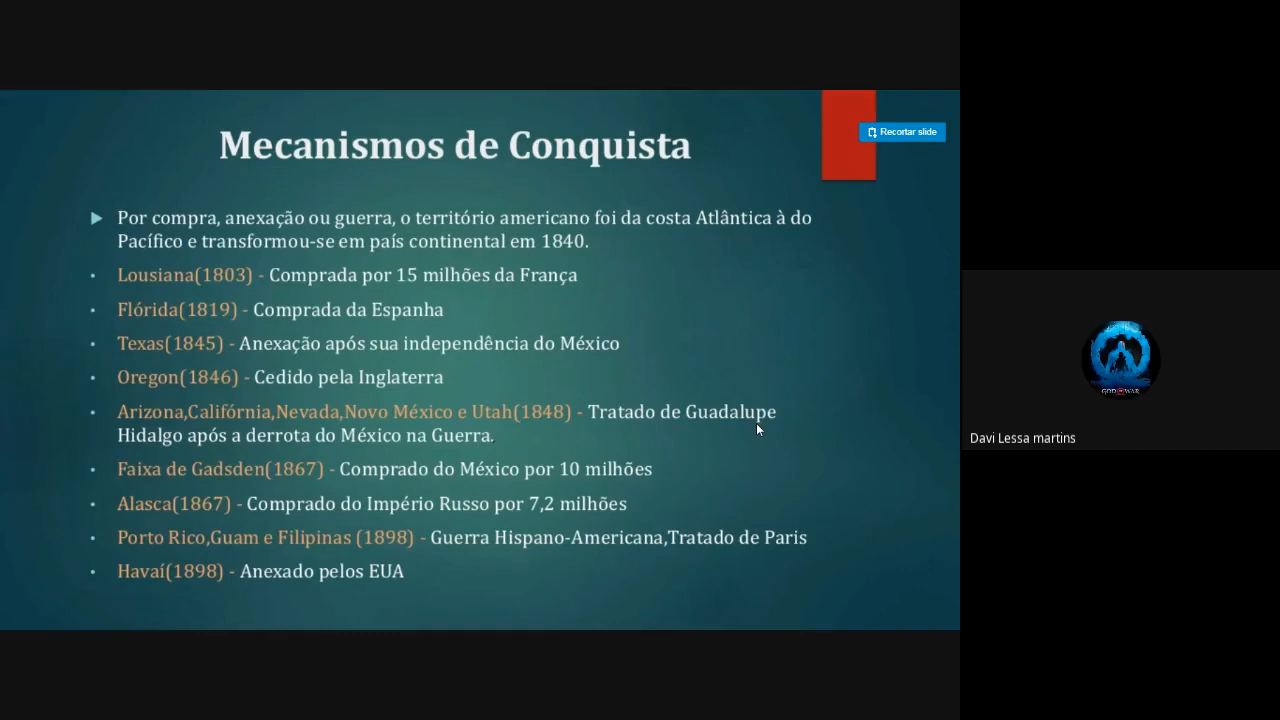 Mecanismos de Conquista
Recortar slide
Por compra, anexação ou guerra, o território americano foi da costa Atlântica à do
Pacífico e transformou-se em país continental em 1840.
Lousiana(1803) - Comprada por 15 milhões da França
Flórida(1819) - Comprada da Espanha
Texas(1845) - Anexação após sua independência do México
Oregon(1846) - Cedido pela Inglaterra
Arizona,Califórnia,Nevada,Novo México e Utah(1848) - Tratado de Guadalupe
Hidalgo após a derrota do México na Guerra.
Faixa de Gadsden(1867) - Comprado do México por 10 milhões
Alasca(1867) - Comprado do Império Russo por 7,2 milhões
Porto Rico,Guam e Filipinas (1898) - Guerra Hispano-Americana,Tratado de Paris
Havaí(1898) - Anexado pelos EUA
GOD OF WAR
Davi Lessa martins